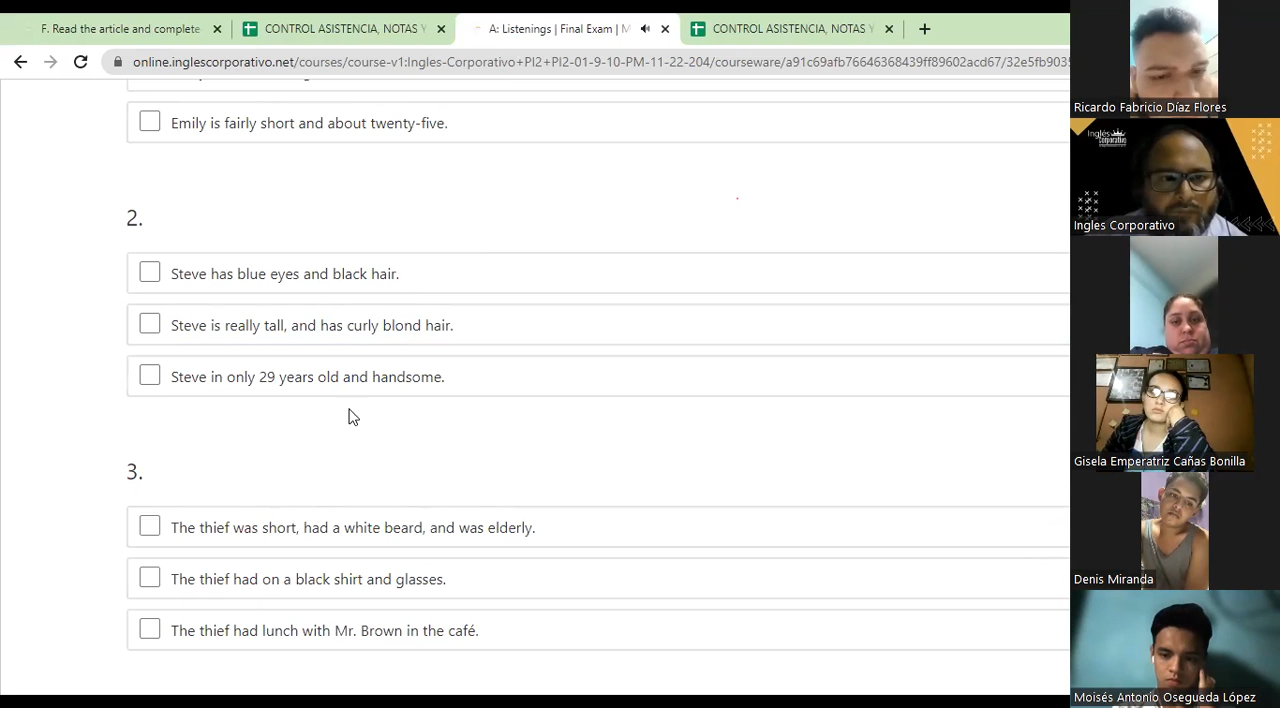 F. Read the article and complete
CONTROL ASISTENCIA, NOTAS Y
A: Listenings | Final Exam | M
CONTROL ASISTENCIA, NOTAS Y
online.inglescorporativo.net/courses/course-v1:Ingles-Corporativo+PI2+PI2-01-9-10-PM-11-22-204/courseware/a91c69afb76646368439ff89602acd67/32e5fb9035
Emily is fairly short and about twenty-five.
2.
Steve has blue eyes and black hair.
Steve is really tall, and has curly blond hair.
Steve in only 29 years old and handsome.
3.
The thief was short, had a white beard, and was elderly.
The thief had on a black shirt and glasses.
The thief had lunch with Mr. Brown in the café.
Ricardo Fabricio Díaz Flores
Inglés
Corporativo
Ingles Corporativo
Gisela Emperatriz Cañas Bonilla
Denis Miranda
Moisés Antonio Osegueda López